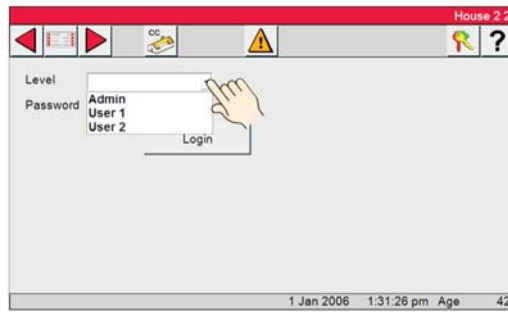 House 2 2
CC
?
Level
Password
Admin
User 1
User 2
Login
1 Jan 2006 1:31:26 pm Age 42